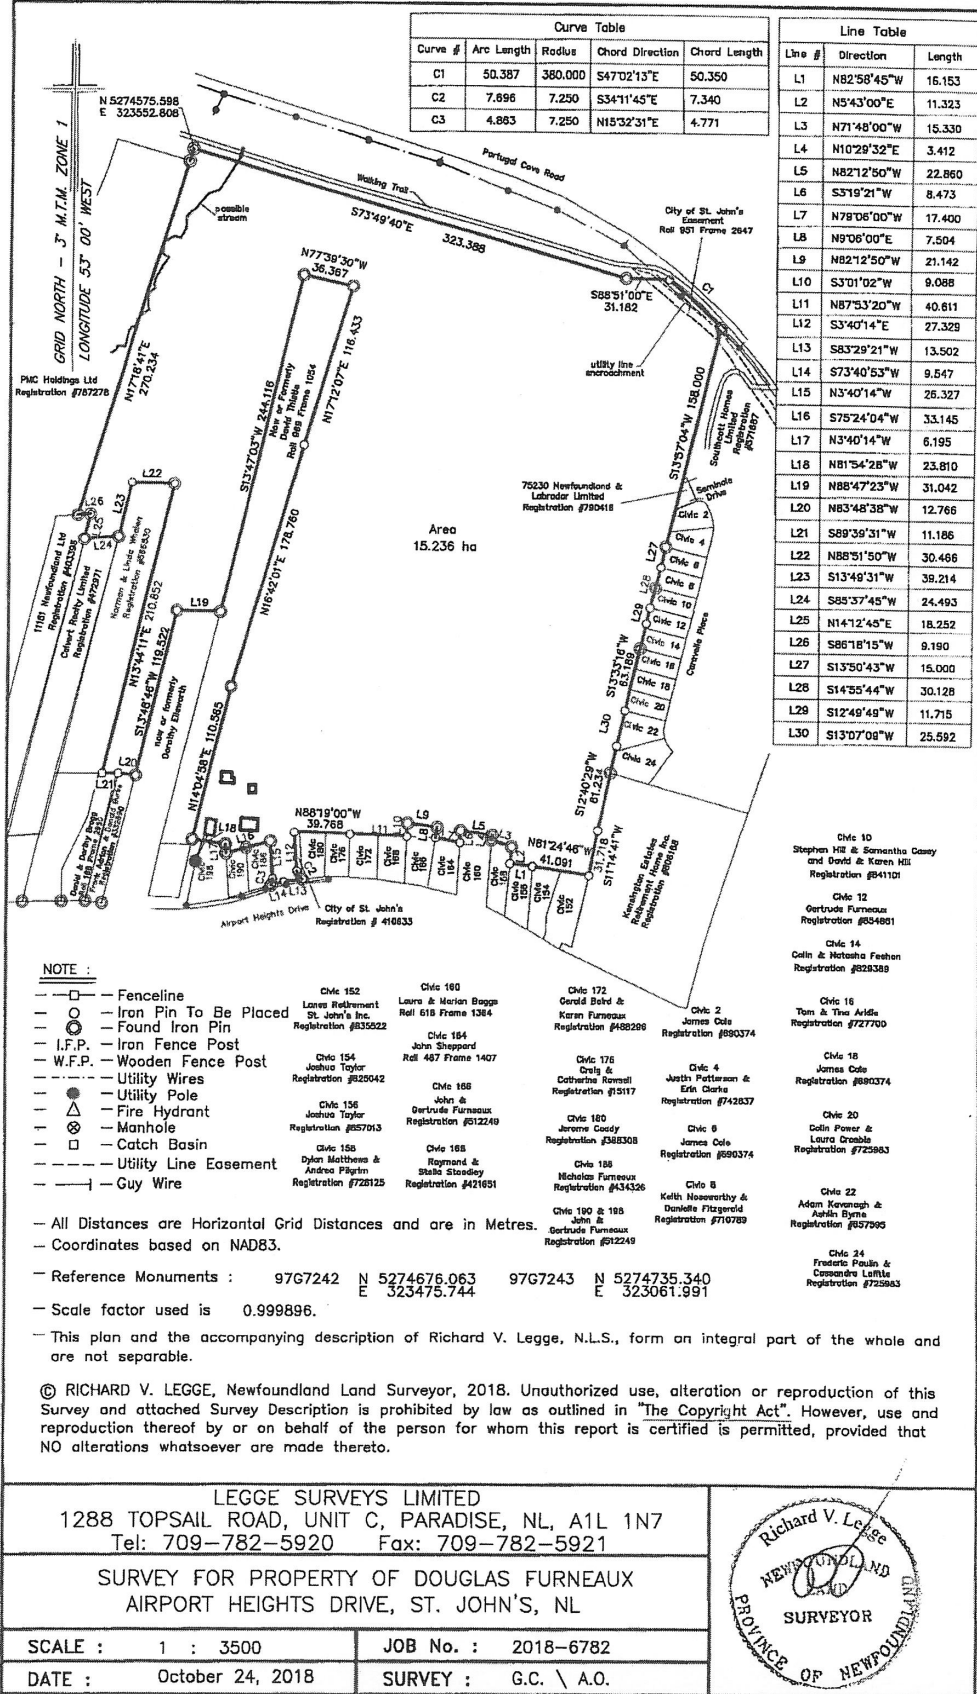 Curve Table
Curve # Arc Length Radius Chord Direction Chord Length
C1 50.387 380.000 S47°02'13"E 50.350
C2 7.696 7.250 S34°11'45"E 7.340
C3 4.863 7.250 N15°32'31"E 4.771
Line Table
Line # Direction Length
L1 N82°58'45"W 16.153
L2 N5°43'00"E 11.323
L3 N71°48'00"W 15.330
L4 N10°29'32"E 3.412
L5 N82°12'50"W 22.860
L6 S3°19'21"W 8.473
L7 N79°06'00"W 17.400
L8 N9°06'00"E 7.504
L9 N82°12'50"W 21.142
L10 S3°01'02"W 9.088
L11 N87°53'20"W 40.611
L12 S3°40'14"E 27.329
L13 S83°29'21"W 13.502
L14 S73°40'53"W 9.547
L15 N3°40'14"W 26.327
L16 S75°24'04"W 33.145
L17 N3°40'14"W 6.195
L18 N81°54'28"W 23.810
L19 N88°47'23"W 31.042
L20 N83°48'38"W 12.766
L21 S89°39'31"W 11.186
L22 N88°51'50"W 30.466
L23 S13°49'31"W 39.214
L24 S85°37'45"W 24.493
L25 N14°12'45"E 18.252
L26 S86°18'15"W 9.190
L27 S13°50'43"W 15.000
L28 S14°55'44"W 30.128
L29 S12°49'49"W 11.715
L30 S13°07'09"W 25.592
GRID NORTH - 3° M.T.M. ZONE 1
LONGITUDE 53° 00' WEST
N 5274575.598
E 323552.808
possible
stream
Walking Trail
Portugal Cove Road
S73°49'40"E
323.388
City of St. John's
Easement
Roll 951 Frame 2647
C1
N77°39'30"W
36.367
S88°51'00"E
31.182
utility line
encroachment
PMC Holdings Ltd
Registration #787278
N17°16'41"E
270.234
S13°47'03"W 244.116
Now or Formerly
David Thistle
Roll 989 Frame 1054
N17°12'07"E 116.433
N16°42'01"E 178.760
S13°57'04"W 158.000
Southcott Homes
Limited
Registration
#571687
Seminole
Drive
75230 Newfoundland &
Labrador Limited
Registration #790418
Area
15.236 ha
Civic 2
Civic 4
Civic 6
Civic 8
Civic 10
Civic 12
Civic 14
Civic 16
Civic 18
Civic 20
Civic 22
Civic 24
Caravelle Place
L27
L28
L29
S13°33'16"W
63.189
L30
S12°40'29"W
61.234
31.718
S11°14'41"W
L22
L23
L24
L25
L26
11161 Newfoundland Ltd
Registration #403395
Calvert Realty Limited
Registration #472971
Norman & Linda Whalen
N13°44'11"E 210.852
S13°48'46"W 119.522
now or formerly
Dorothy Ellsworth
L19
N14°04'58"E 110.585
L20
L21
L18
L17
L16
L15
L14
L13
L12
C3
C2
N88°19'00"W
39.768
L11
L10
L9
L8
L5
L3
L2
L1
N81°24'46"W
41.091
Civic 198
Civic 190
Civic 186
Civic 180
Civic 176
Civic 172
Civic 168
Civic 166
Civic 164
Civic 160
Civic 158
Civic 156
Civic 154
Civic 152
Kensington Estates
Retirement Home Inc.
Airport Heights Drive
City of St. John's
Registration # 410633
NOTE :
Fenceline
Iron Pin To Be Placed
Found Iron Pin
I.F.P. - Iron Fence Post
W.F.P. - Wooden Fence Post
Utility Wires
Utility Pole
Fire Hydrant
Manhole
Catch Basin
Utility Line Easement
Guy Wire
Civic 152
Lanes Retirement
St. John's Inc.
Registration #835522
Civic 154
Joshua Taylor
Registration #825042
Civic 156
Joshua Taylor
Registration #657013
Civic 158
Dylan Matthews &
Andrea Pilgrim
Registration #728125
Civic 160
Laura & Marian Boggs
Roll 618 Frame 1364
Civic 164
John Sheppard
Roll 487 Frame 1407
Civic 166
John &
Gertrude Furneaux
Registration #512249
Civic 168
Raymond &
Stella Standley
Registration #421651
Civic 172
Gerald Baird &
Karen Furneaux
Registration #488296
Civic 176
Craig &
Catherine Rowsell
Registration #15117
Civic 180
Jerome Coady
Registration #388308
Civic 186
Nicholas Furneaux
Registration #434326
Civic 190 & 198
John &
Gertrude Furneaux
Registration #512249
Civic 2
James Cole
Registration #690374
Civic 4
Justin Patterson &
Erin Clarke
Registration #742837
Civic 6
James Cole
Registration #690374
Civic 8
Keith Noseworthy &
Danielle Fitzgerald
Registration #710789
Civic 10
Stephen Hill & Samantha Casey
and David & Karen Hill
Registration #841101
Civic 12
Gertrude Furneaux
Registration #654861
Civic 14
Colin & Natasha Feehan
Registration #829389
Civic 16
Tom & Tina Aridie
Registration #727700
Civic 18
James Cole
Registration #690374
Civic 20
Colin Power &
Laura Crosbie
Registration #725983
Civic 22
Adam Kavanagh &
Ashlin Byrne
Registration #657595
Civic 24
Frederic Paulin &
Cassandra Lafitte
Registration #725983
— All Distances are Horizontal Grid Distances and are in Metres.
— Coordinates based on NAD83.
— Reference Monuments : 97G7242 N 5274676.063 97G7243 N 5274735.340
E 323475.744 E 323061.991
— Scale factor used is 0.999896.
— This plan and the accompanying description of Richard V. Legge, N.L.S., form an integral part of the whole and
are not separable.
© RICHARD V. LEGGE, Newfoundland Land Surveyor, 2018. Unauthorized use, alteration or reproduction of this
Survey and attached Survey Description is prohibited by law as outlined in "The Copyright Act". However, use and
reproduction thereof by or on behalf of the person for whom this report is certified is permitted, provided that
NO alterations whatsoever are made thereto.
LEGGE SURVEYS LIMITED
1288 TOPSAIL ROAD, UNIT C, PARADISE, NL, A1L 1N7
Tel: 709-782-5920 Fax: 709-782-5921
SURVEY FOR PROPERTY OF DOUGLAS FURNEAUX
AIRPORT HEIGHTS DRIVE, ST. JOHN'S, NL
SCALE : 1 : 3500 JOB No. : 2018-6782
DATE : October 24, 2018 SURVEY : G.C. \ A.O.
Richard V. Legge
NEWFOUNDLAND
LAND
SURVEYOR
PROVINCE OF NEWFOUNDLAND